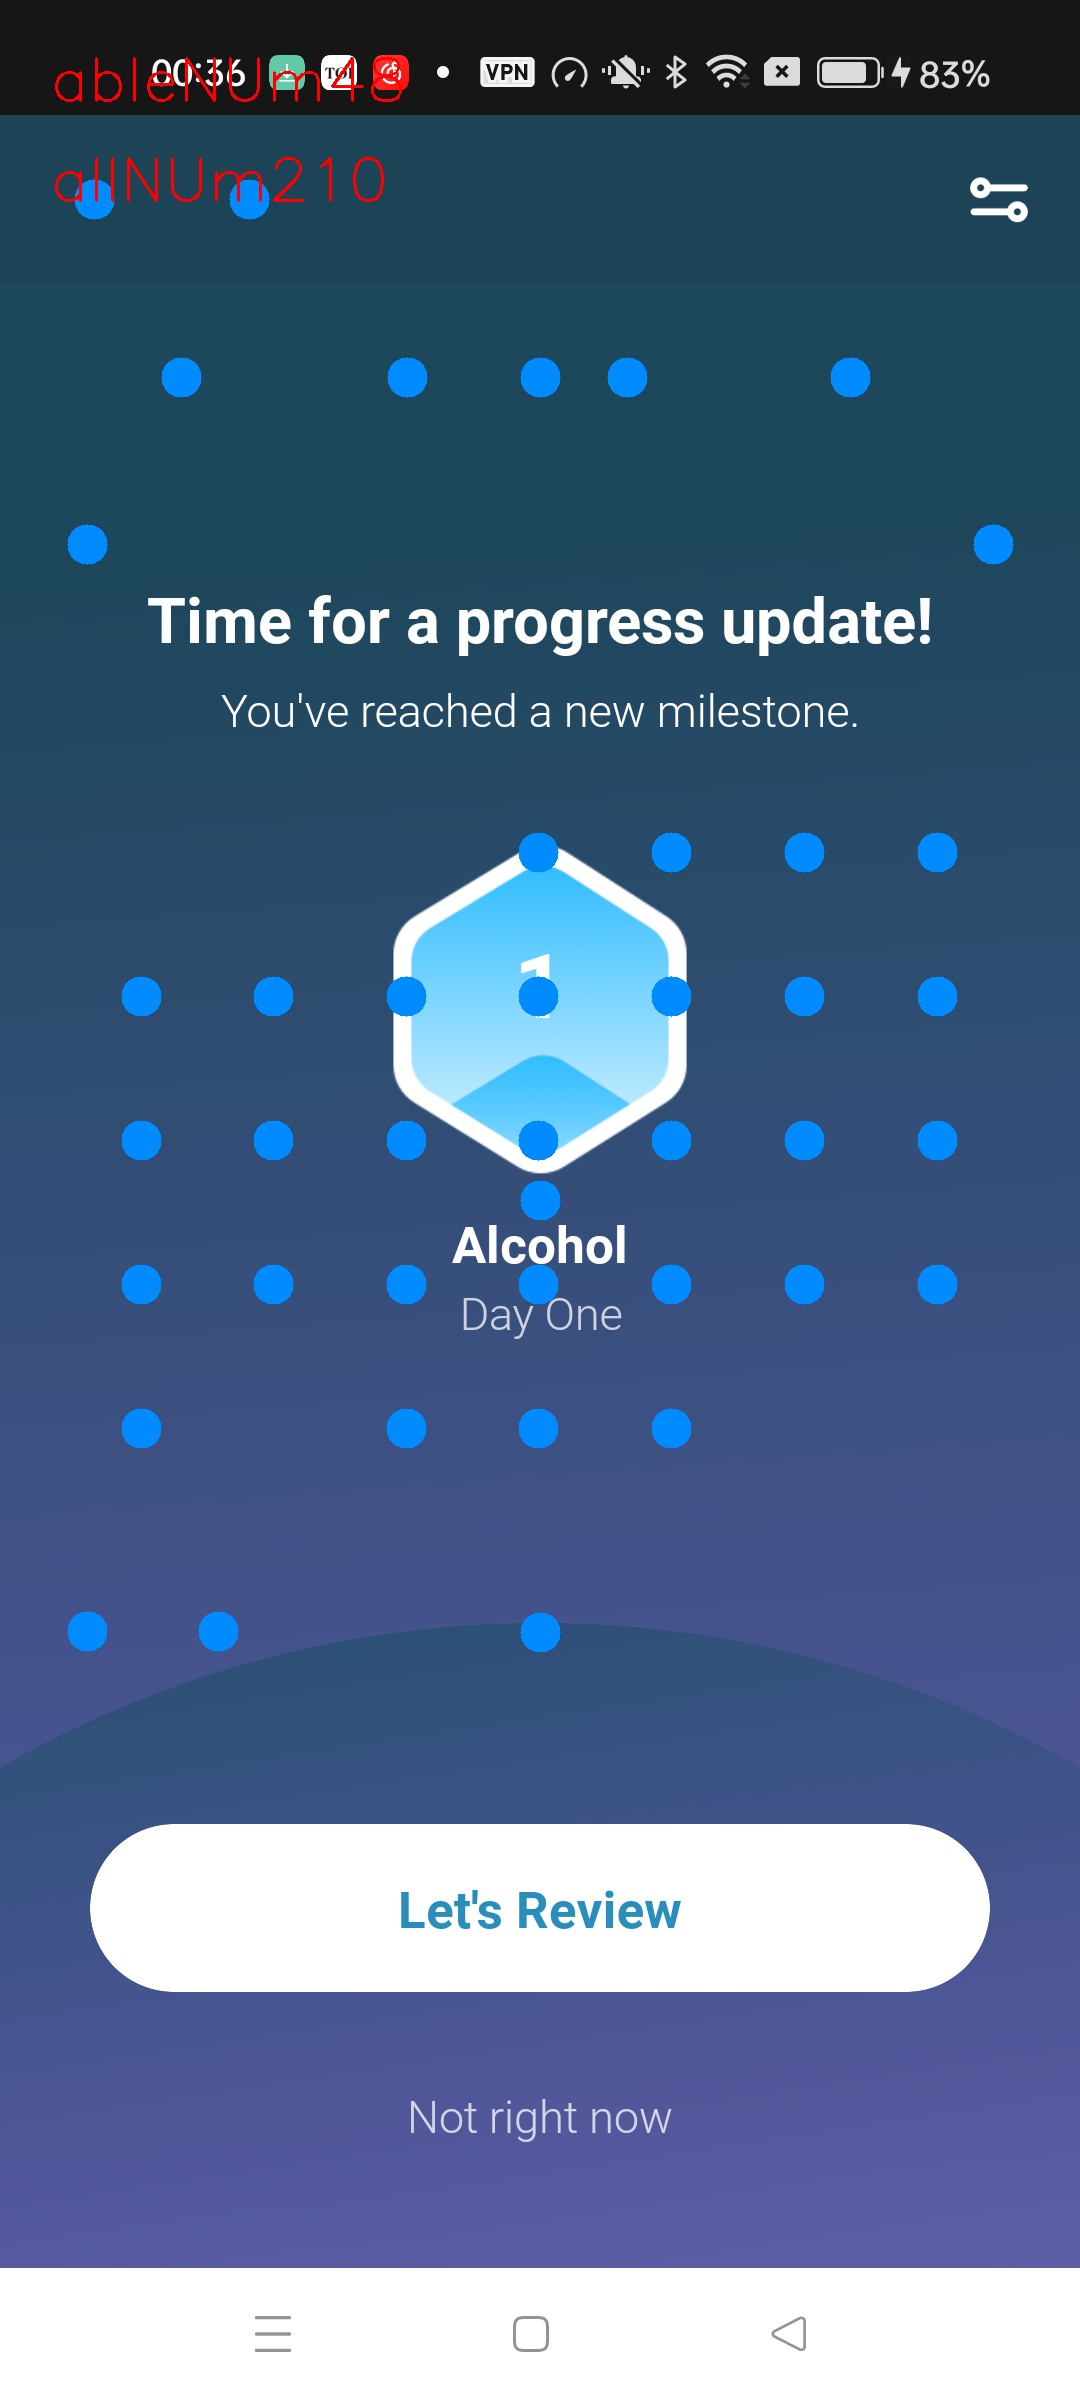 00:36 VPN 83%
ableNUm48
allNUm210
Time for a progress update!
You've reached a new milestone.
1
Alcohol
Day One
Let's Review
Not right now